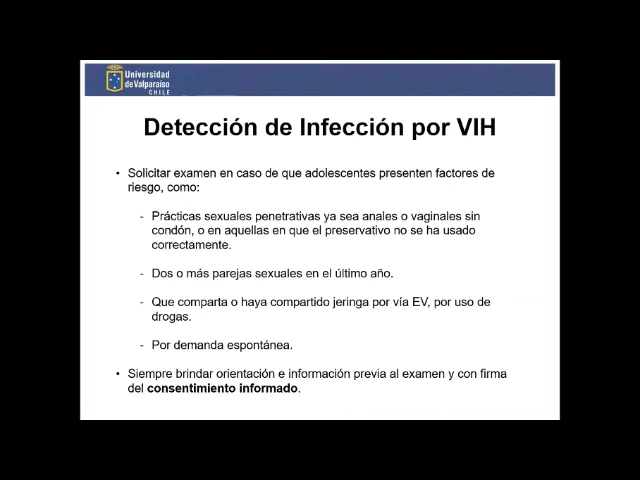 Universidad
de Valparaíso
CHILE
Detección de Infección por VIH
• Solicitar examen en caso de que adolescentes presenten factores de
riesgo, como:
- Prácticas sexuales penetrativas ya sea anales o vaginales sin
condón, o en aquellas en que el preservativo no se ha usado
correctamente.
- Dos o más parejas sexuales en el último año.
- Que comparta o haya compartido jeringa por vía EV, por uso de
drogas.
- Por demanda espontánea.
• Siempre brindar orientación e información previa al examen y con firma
del consentimiento informado.